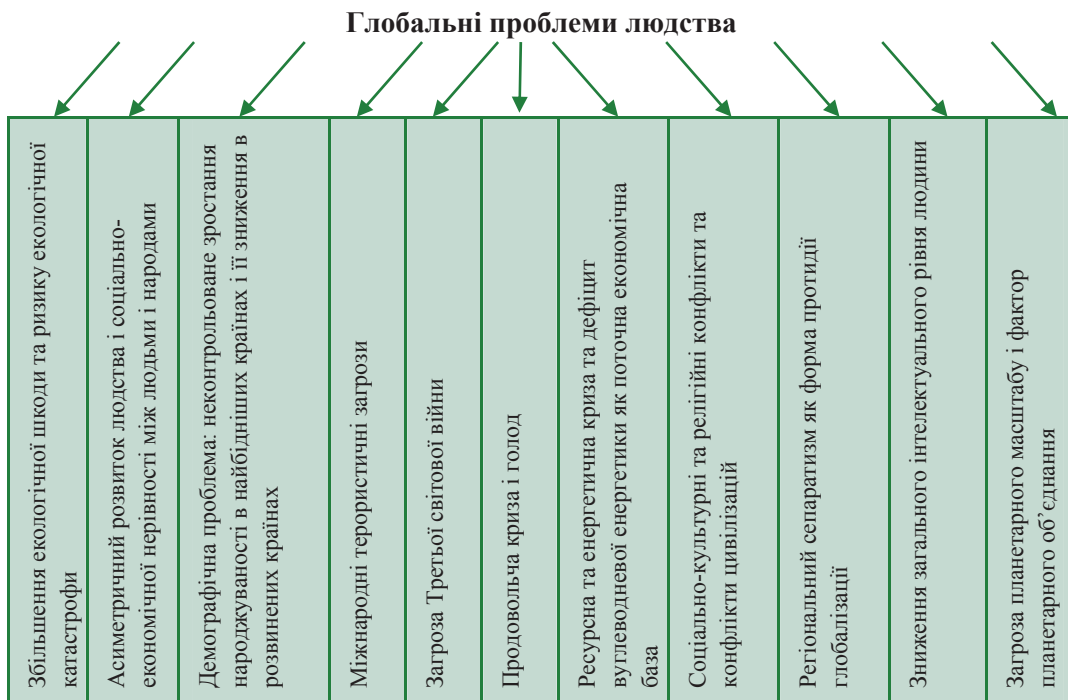 Глобальні проблеми людства
Збільшення екологічної шкоди та ризику екологічної
катастрофи
Асиметричний розвиток людства і соціально-
економічної нерівності між людьми і народами
Демографічна проблема: неконтрольоване зростання
народжуваності в найбідніших країнах і її зниження в
розвинених країнах
Міжнародні терористичні загрози
Загроза Третьої світової війни
Продовольча криза і голод
Ресурсна та енергетична криза та дефіцит
вуглеводневої енергетики як поточна економічна
база
Соціально-культурні та релігійні конфлікти та
конфлікти цивілізацій
Регіональний сепаратизм як форма протидії
глобалізації
Зниження загального інтелектуального рівня людини
Загроза планетарного масштабу і фактор
планетарного об’єднання